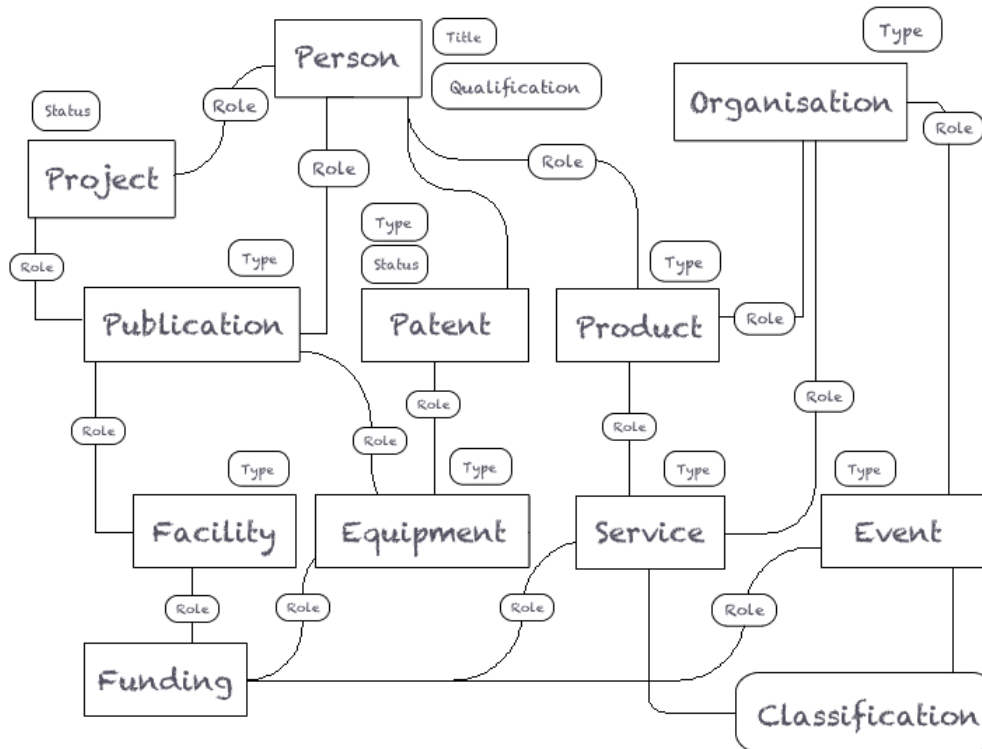 Type
Title
Person
Qualification
Organisation
Role
Status
Role
Role
Role
Project
Type
Status
Type
Type
Role
Publication
Patent
Product
Role
Role
Role
Role
Role
Role
Type
Type
Type
Type
Facility
Equipment
Service
Event
Role
Role
Role
Role
Funding
Classification